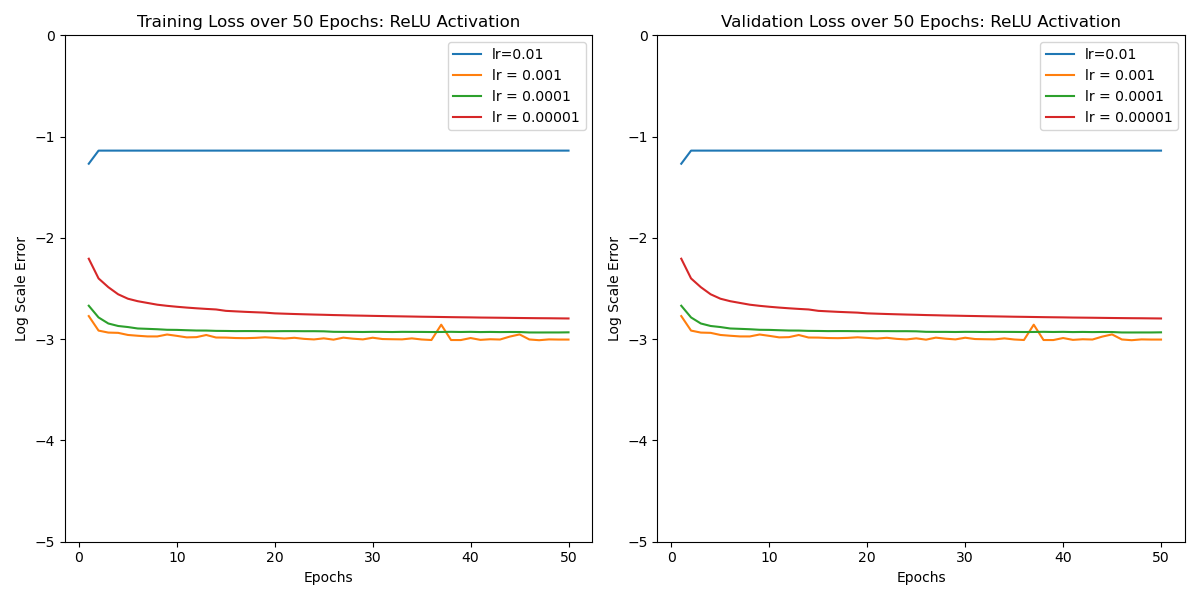 Training Loss over 50 Epochs: ReLU Activation
0
−1
−2
−3
−4
−5
Log Scale Error
0 10 20 30 40 50
Epochs
lr=0.01
lr = 0.001
lr = 0.0001
lr = 0.00001
Validation Loss over 50 Epochs: ReLU Activation
0
−1
−2
−3
−4
−5
Log Scale Error
0 10 20 30 40 50
Epochs
lr=0.01
lr = 0.001
lr = 0.0001
lr = 0.00001